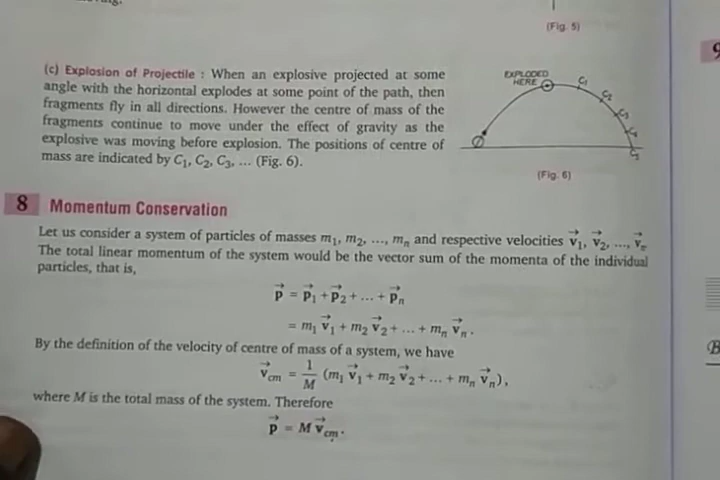 (Fig. 5)
(c) Explosion of Projectile : When an explosive projected at some
angle with the horizontal explodes at some point of the path, then
fragments fly in all directions. However the centre of mass of the
fragments continue to move under the effect of gravity as the
explosive was moving before explosion. The positions of centre of
mass are indicated by C₁, C₂, C₃, ... (Fig. 6).
EXPLODED
HERE
C₁
C₂
C₃
C₄
C₅
(Fig. 6)
8 Momentum Conservation
Let us consider a system of particles of masses m₁, m₂, ..., mₙ and respective velocities v⃗₁, v⃗₂, ..., v⃗ₙ.
The total linear momentum of the system would be the vector sum of the momenta of the individual
particles, that is,
p⃗ = p⃗₁ + p⃗₂ + ... + p⃗ₙ
= m₁ v⃗₁ + m₂ v⃗₂ + ... + mₙ v⃗ₙ .
By the definition of the velocity of centre of mass of a system, we have
v⃗cm = 1/M (m₁ v⃗₁ + m₂ v⃗₂ + ... + mₙ v⃗ₙ),
where M is the total mass of the system. Therefore
p⃗ = M v⃗cm.